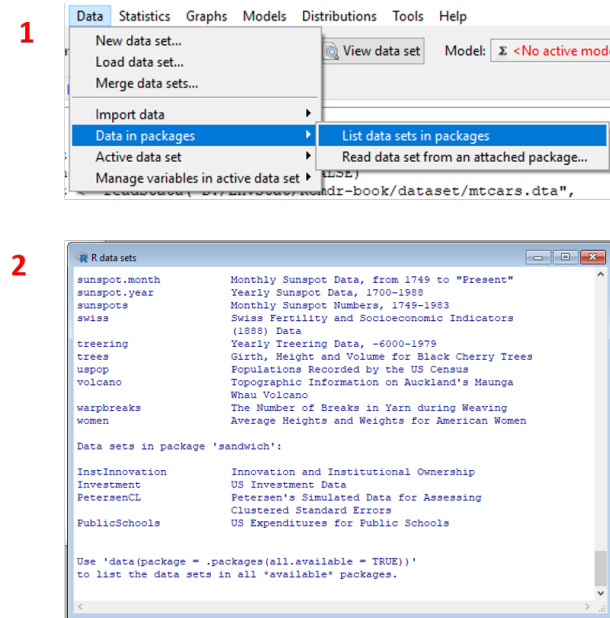 1
Data Statistics Graphs Models Distributions Tools Help
New data set...
View data set Model: Σ <No active mode
Load data set...
Merge data sets...
Import data
Data in packages List data sets in packages
Active data set Read data set from an attached package...
Manage variables in active data set
Rcmdr-book/dataset/mtcars.dta",
2
R data sets
sunspot.month Monthly Sunspot Data, from 1749 to "Present"
sunspot.year Yearly Sunspot Data, 1700-1988
sunspots Monthly Sunspot Numbers, 1749-1983
swiss Swiss Fertility and Socioeconomic Indicators
(1888) Data
treering Yearly Treering Data, -6000-1979
trees Girth, Height and Volume for Black Cherry Trees
uspop Populations Recorded by the US Census
volcano Topographic Information on Auckland's Maunga
Whau Volcano
warpbreaks The Number of Breaks in Yarn during Weaving
women Average Heights and Weights for American Women
Data sets in package 'sandwich':
InstInnovation Innovation and Institutional Ownership
Investment US Investment Data
PetersenCL Petersen's Simulated Data for Assessing
Clustered Standard Errors
PublicSchools US Expenditures for Public Schools
Use 'data(package = .packages(all.available = TRUE))'
to list the data sets in all *available* packages.